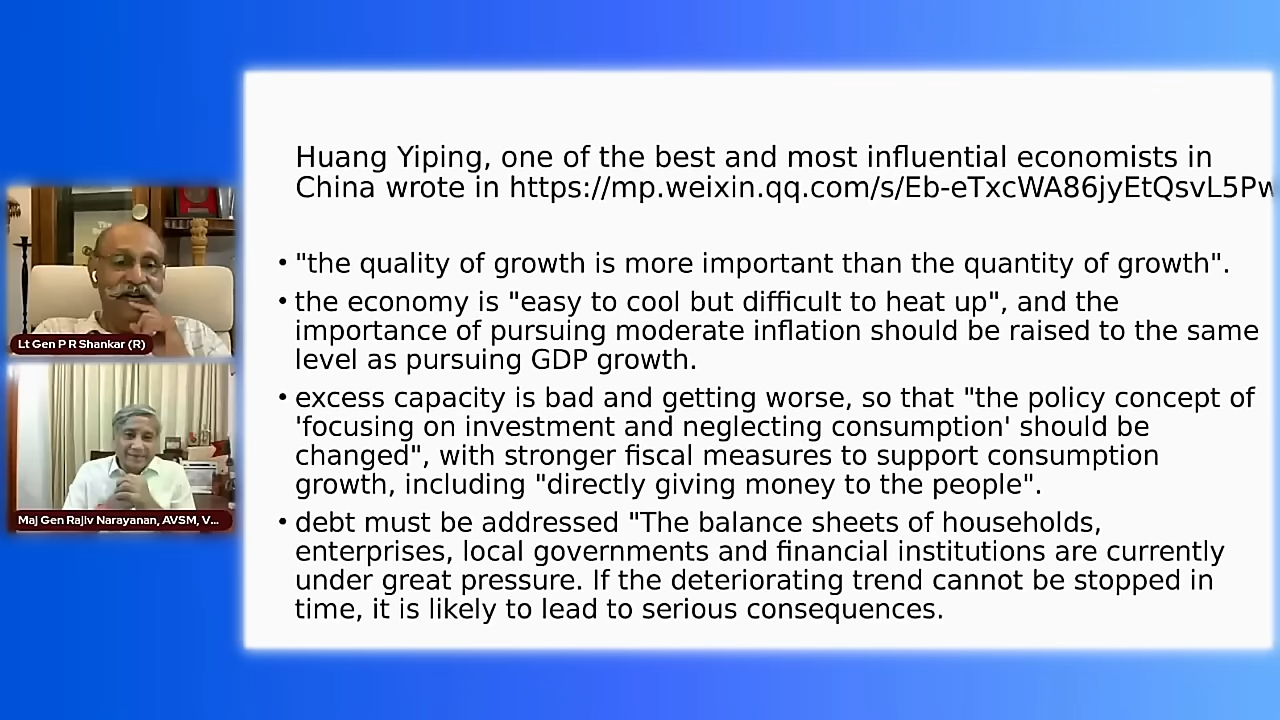 Huang Yiping, one of the best and most influential economists in
China wrote in https://mp.weixin.qq.com/s/Eb-eTxcWA86jyEtQsvL5Pw
• "the quality of growth is more important than the quantity of growth".
• the economy is "easy to cool but difficult to heat up", and the
importance of pursuing moderate inflation should be raised to the same
level as pursuing GDP growth.
• excess capacity is bad and getting worse, so that "the policy concept of
'focusing on investment and neglecting consumption' should be
changed", with stronger fiscal measures to support consumption
growth, including "directly giving money to the people".
• debt must be addressed "The balance sheets of households,
enterprises, local governments and financial institutions are currently
under great pressure. If the deteriorating trend cannot be stopped in
time, it is likely to lead to serious consequences.
Lt Gen P R Shankar (R)
Maj Gen Rajiv Narayanan, AVSM, V...